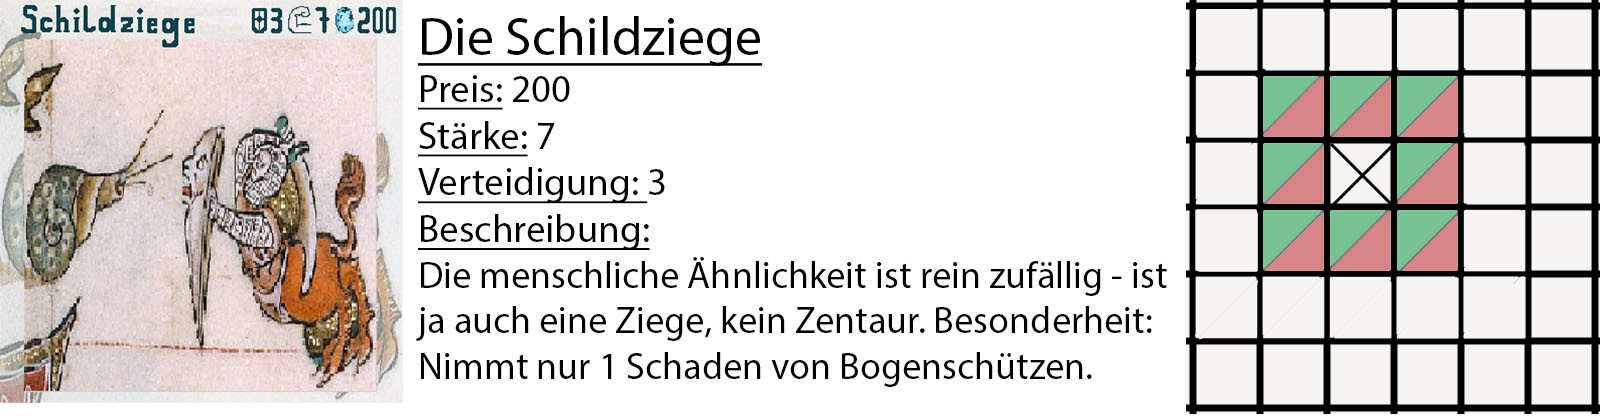 Schildziege 3 7 200
Die Schildziege
Preis: 200
Stärke: 7
Verteidigung: 3
Beschreibung:
Die menschliche Ähnlichkeit ist rein zufällig - ist
ja auch eine Ziege, kein Zentaur. Besonderheit:
Nimmt nur 1 Schaden von Bogenschützen.